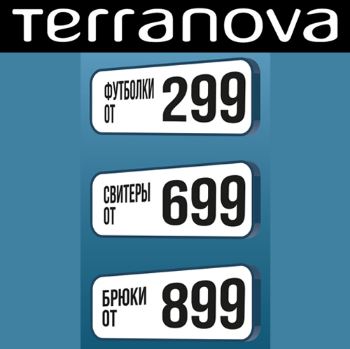 Terranova
ФУТБОЛКИ
ОТ 299
СВИТЕРЫ
ОТ 699
БРЮКИ
ОТ 899